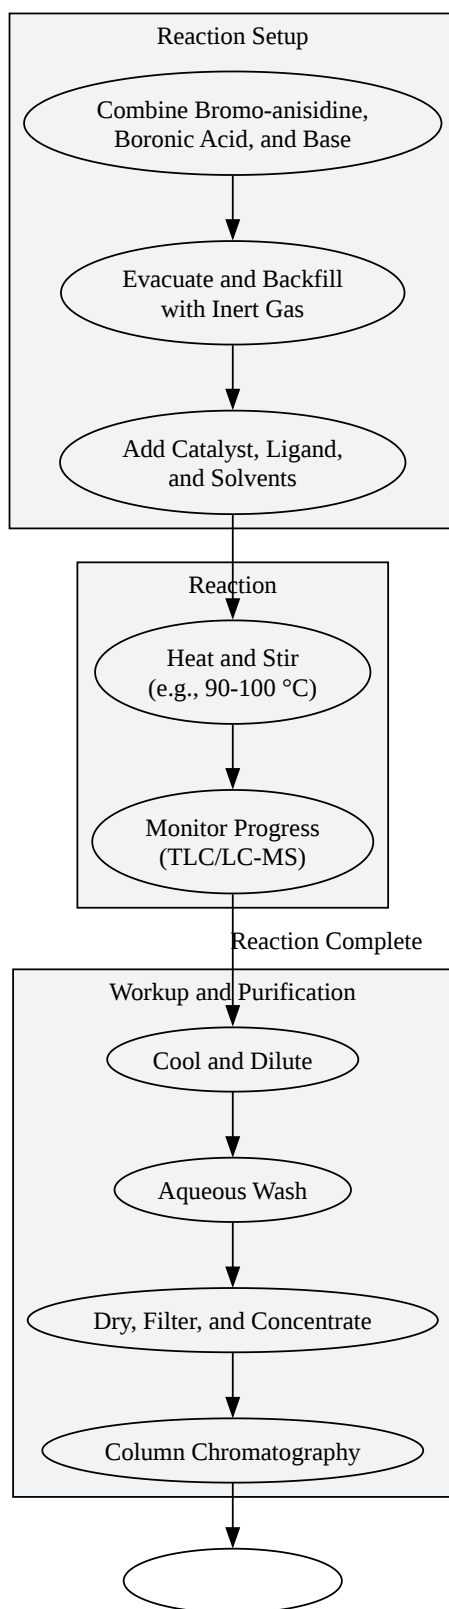 Reaction Setup
Combine Bromo-anisidine,
Boronic Acid, and Base
Evacuate and Backfill
with Inert Gas
Add Catalyst, Ligand,
and Solvents
Reaction
Heat and Stir
(e.g., 90-100 °C)
Monitor Progress
(TLC/LC-MS)
Reaction Complete
Workup and Purification
Cool and Dilute
Aqueous Wash
Dry, Filter, and Concentrate
Column Chromatography